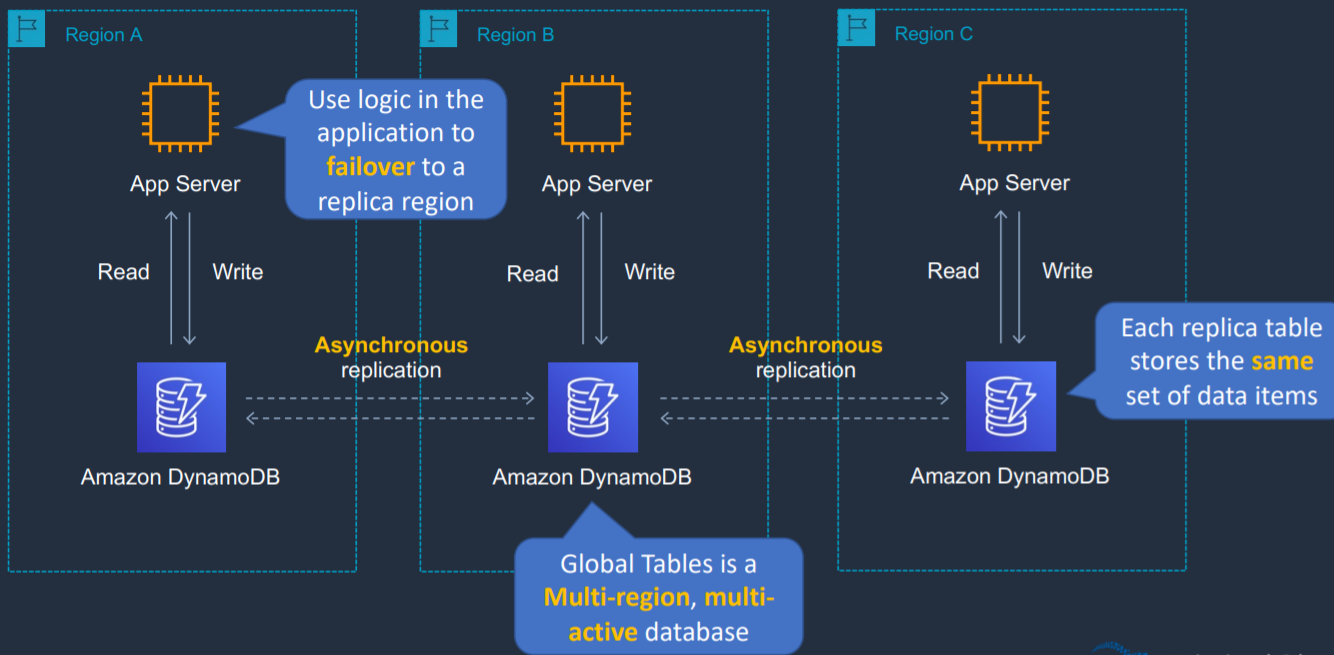 Region A
Region B
Region C
Use logic in the
application to
failover to a
replica region
App Server
App Server
App Server
Read
Write
Read
Write
Read
Write
Asynchronous
replication
Asynchronous
replication
Each replica table
stores the same
set of data items
Amazon DynamoDB
Amazon DynamoDB
Amazon DynamoDB
Global Tables is a
Multi-region, multi-
active database